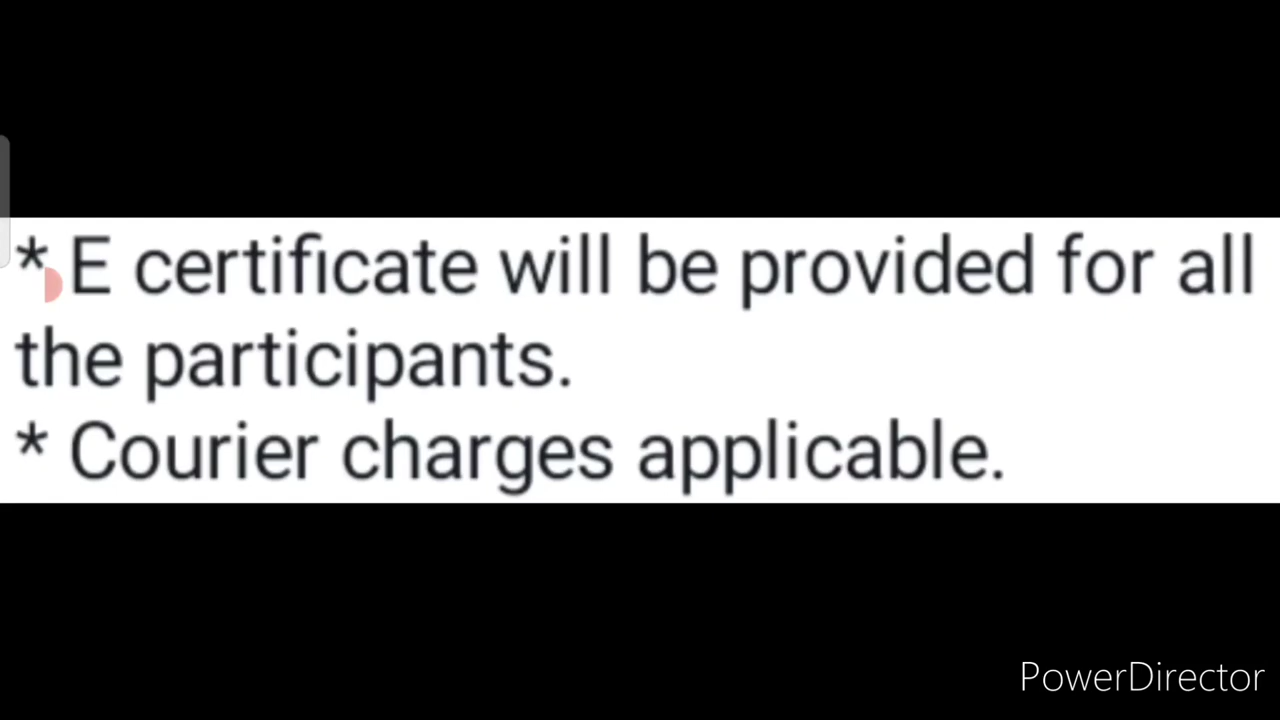 * E certificate will be provided for all
the participants.
* Courier charges applicable.
PowerDirector